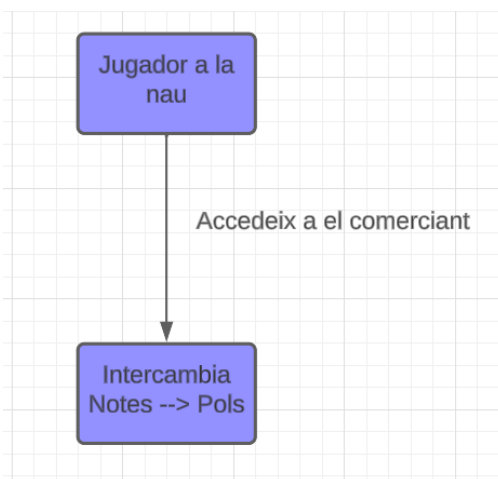 Jugador a la
nau
Accedeix a el comerciant
Intercambia
Notes --> Pols